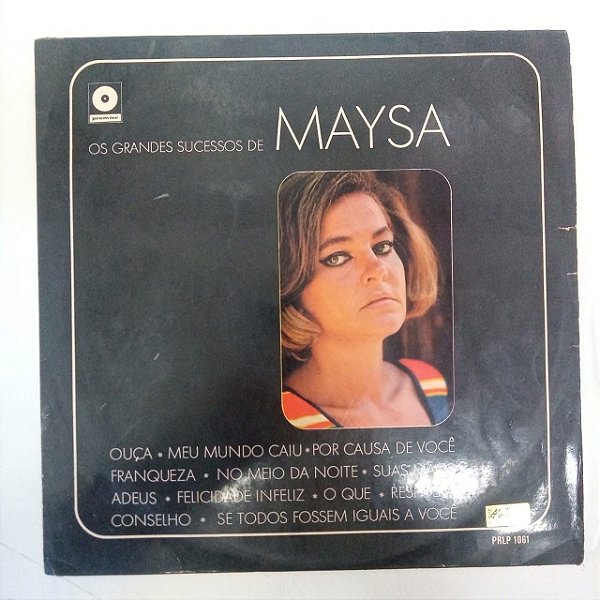 OS GRANDES SUCESSOS DE MAYSA
OUÇA • MEU MUNDO CAIU • POR CAUSA DE VOCÊ
FRANQUEZA • NO MEIO DA NOITE • SUAS
ADEUS • FELICIDADE INFELIZ • O QUE •
CONSELHO • SE TODOS FOSSEM IGUAIS A VOCÊ
PRLP 1061